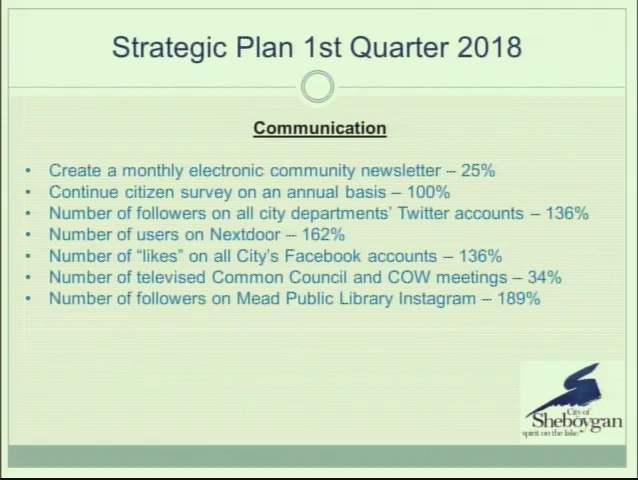 Strategic Plan 1st Quarter 2018
Communication
• Create a monthly electronic community newsletter – 25%
• Continue citizen survey on an annual basis – 100%
• Number of followers on all city departments' Twitter accounts – 136%
• Number of users on Nextdoor – 162%
• Number of “likes” on all City's Facebook accounts – 136%
• Number of televised Common Council and COW meetings – 34%
• Number of followers on Mead Public Library Instagram – 189%
City of
Sheboygan
spirit on the lake